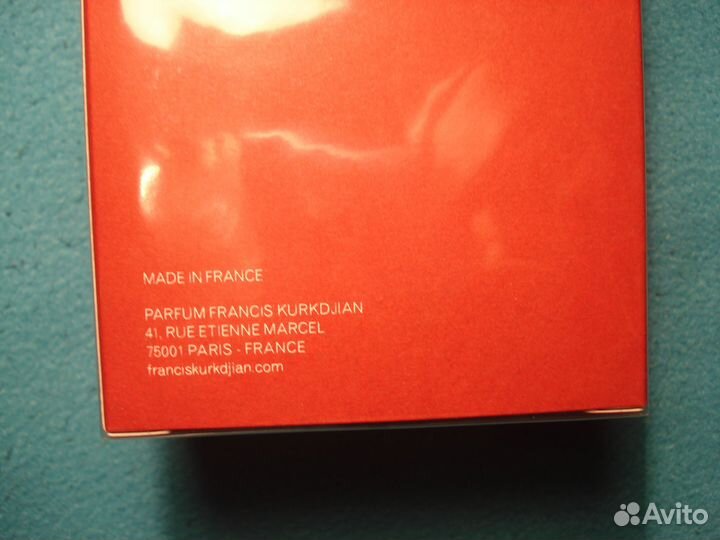 MADE IN FRANCE
PARFUM FRANCIS KURKDJIAN
41, RUE ETIENNE MARCEL
75001 PARIS - FRANCE
franciskurkdjian.com
Avito